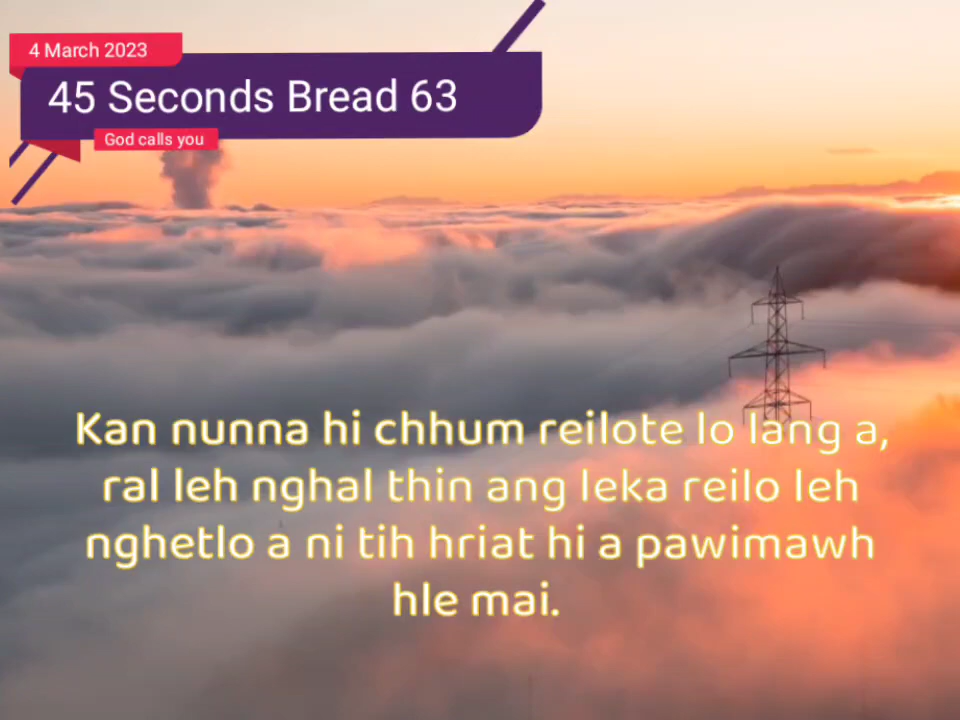 4 March 2023
45 Seconds Bread 63
God calls you
Kan nunna hi chhum reilote lo lang a,
ral leh nghal thin ang leka reilo leh
nghetlo a ni tih hriat hi a pawimawh
hle mai.